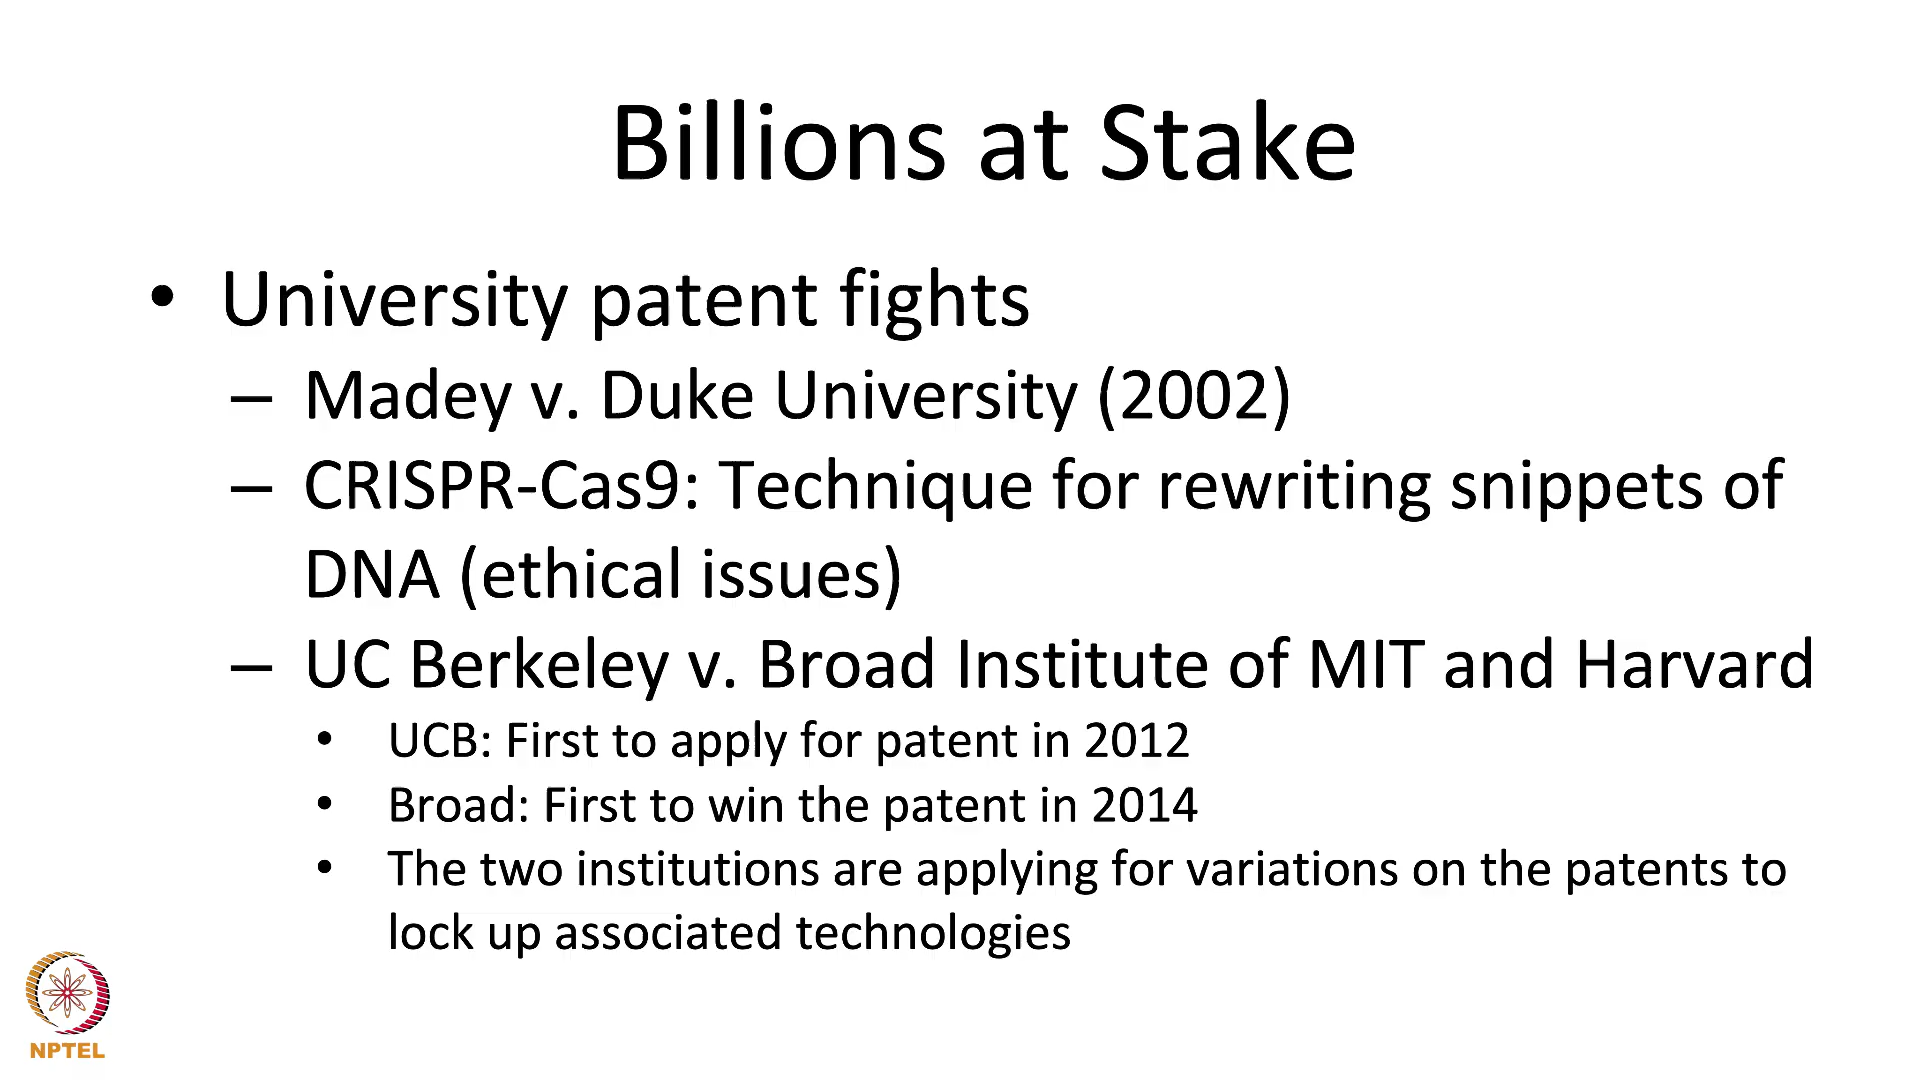 Billions at Stake
• University patent fights
– Madey v. Duke University (2002)
– CRISPR-Cas9: Technique for rewriting snippets of
DNA (ethical issues)
– UC Berkeley v. Broad Institute of MIT and Harvard
• UCB: First to apply for patent in 2012
• Broad: First to win the patent in 2014
• The two institutions are applying for variations on the patents to
lock up associated technologies
NPTEL